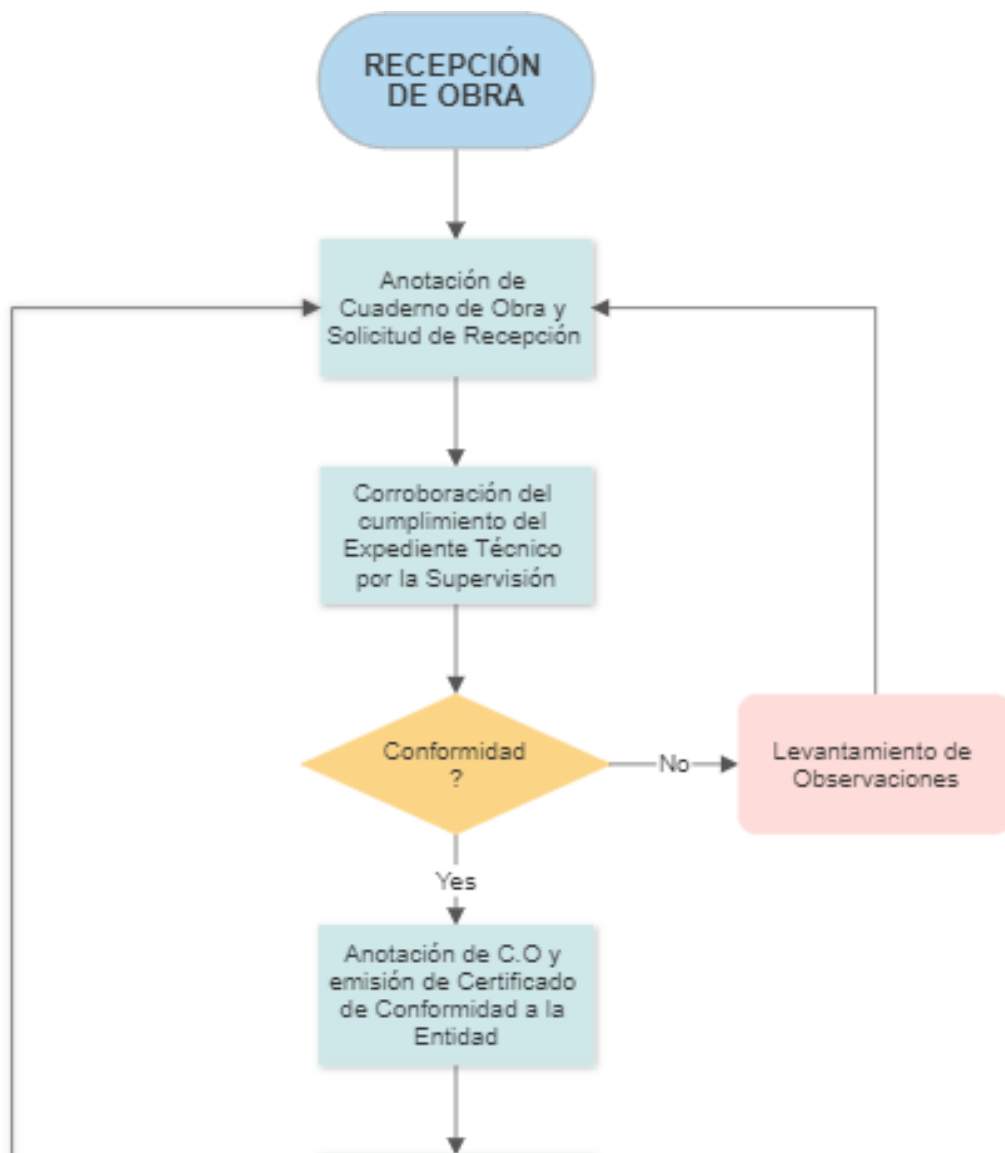 RECEPCIÓN
DE OBRA
Anotación de
Cuaderno de Obra y
Solicitud de Recepción
Corroboración del
cumplimiento del
Expediente Técnico
por la Supervisión
Conformidad
?
No
Levantamiento de
Observaciones
Yes
Anotación de C.O y
emisión de Certificado
de Conformidad a la
Entidad